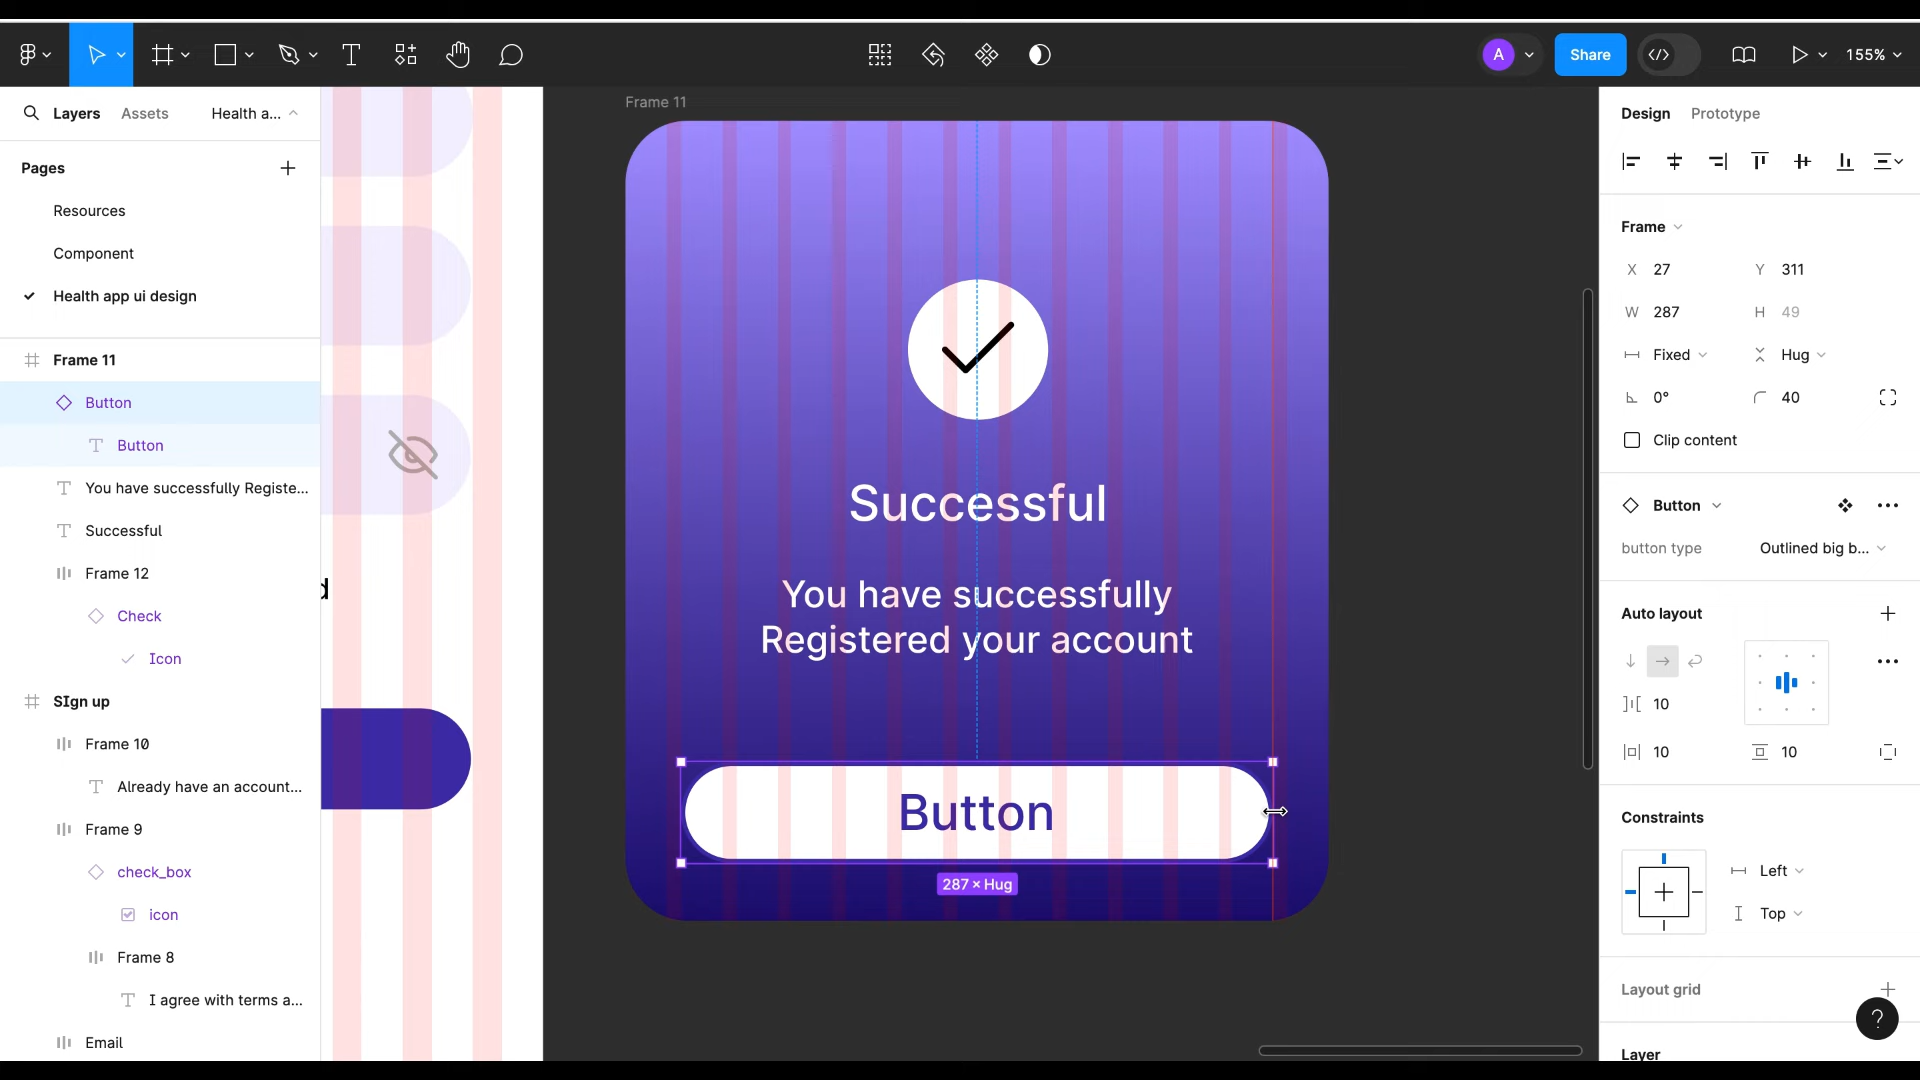 A
Share
155%
Layers
Assets
Health a...
Pages
Resources
Component
Health app ui design
Frame 11
Button
Button
You have successfully Registe...
Successful
Frame 12
Check
Icon
SIgn up
Frame 10
Already have an account...
Frame 9
check_box
icon
Frame 8
I agree with terms a...
Email
d
Frame 11
Successful
You have successfully
Registered your account
Button
287 × Hug
Design
Prototype
Frame
X 27
Y 311
W 287
H 49
Fixed
Hug
0°
40
Clip content
Button
button type
Outlined big b...
Auto layout
10
10
10
Constraints
Left
Top
Layout grid
?
Layer